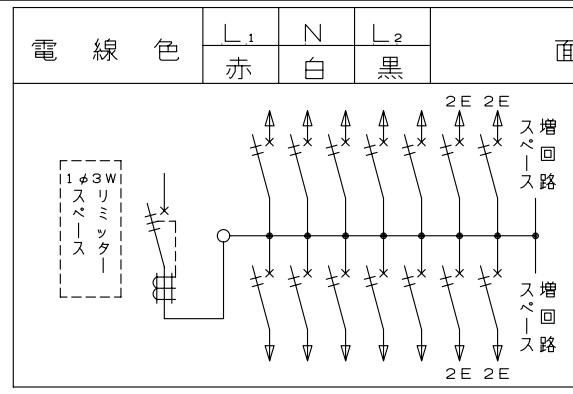 電線色 L1 N L2 面
赤 白 黒
2E 2E
増回路
スペース
1φ3W
リミッター
スペース
増回路
スペース
2E 2E